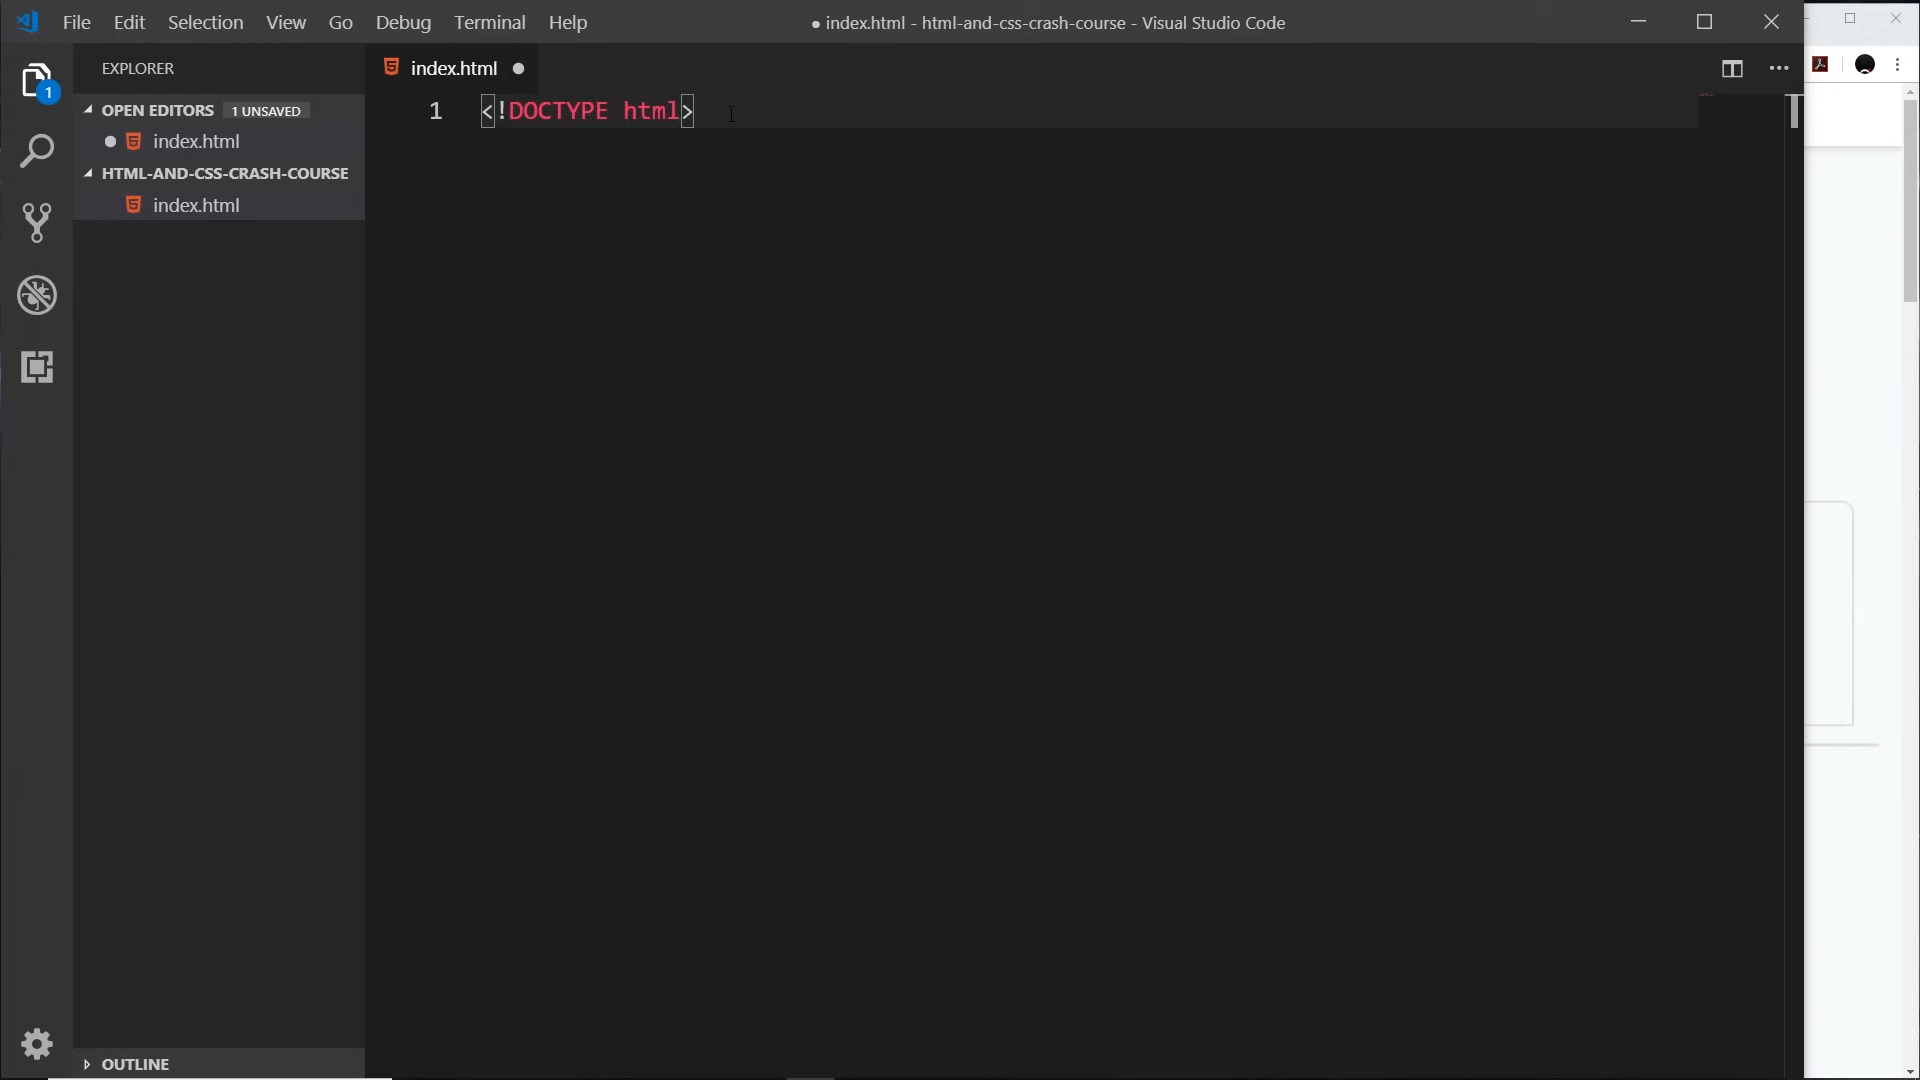 File Edit Selection View Go Debug Terminal Help
● index.html - html-and-css-crash-course - Visual Studio Code
EXPLORER
index.html ●
OPEN EDITORS 1 UNSAVED
index.html
HTML-AND-CSS-CRASH-COURSE
index.html
OUTLINE
1
1 <!DOCTYPE html>